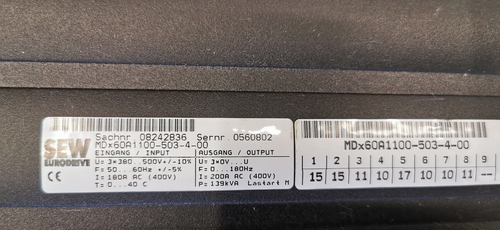 Sachnr. 08242836 Sernr. 0560802
MDx60A1100-503-4-00
SEW
EURODRIVE
EINGANG / INPUT
U= 3*380...500V+/-10%
F= 50...60Hz +/-5%
I= 180A AC (400V)
T= 0...40 C
AUSGANG / OUTPUT
U= 3*0V...U
F= 0...180Hz
I= 200A AC (400V)
P= 139kVA Lastart M
MDx60A1100-503-4-00
1 2 3 4 5 6 7 8 9
15 15 11 10 17 10 10 11 --